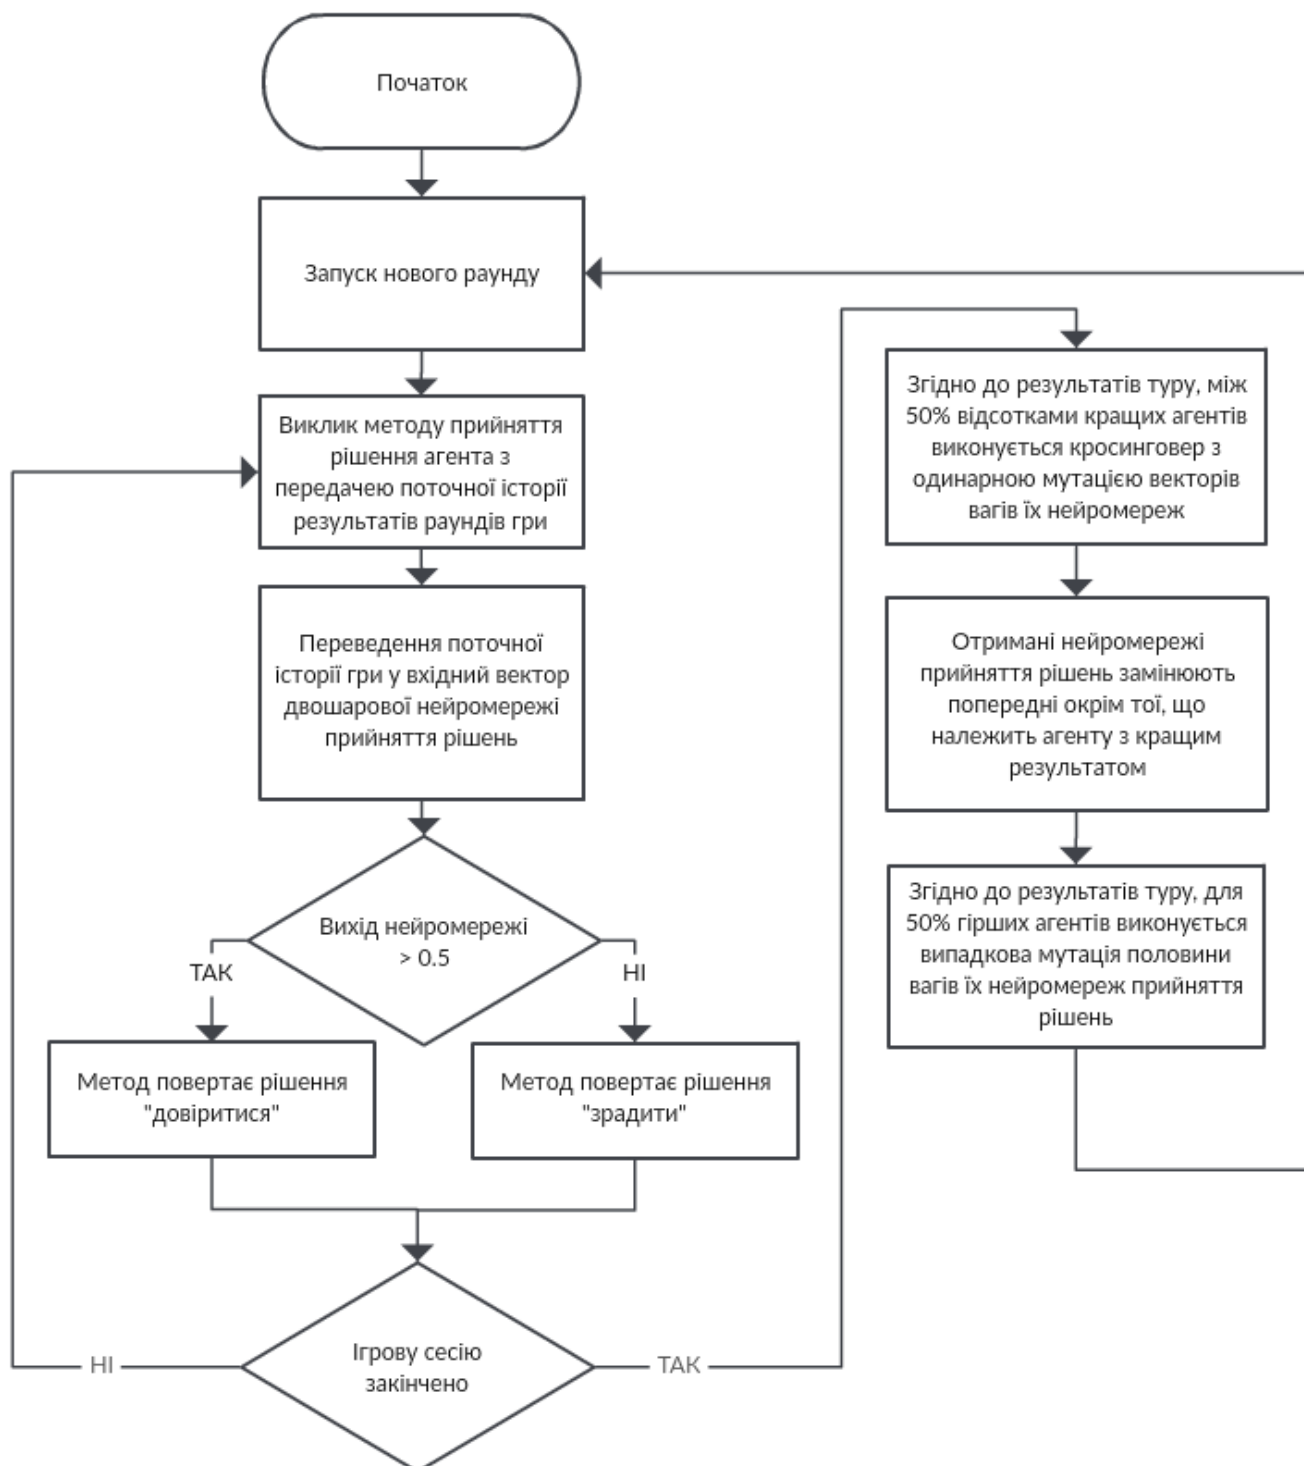 Початок
Запуск нового раунду
Виклик методу прийняття
рішення агента з
передачею поточної історії
результатів раундів гри
Переведення поточної
історії гри у вхідний вектор
двошарової нейромережі
прийняття рішень
Вихід нейромережі
> 0.5
ТАК
НІ
Метод повертає рішення
"довіритися"
Метод повертає рішення
"зрадити"
Ігрову сесію
закінчено
НІ
ТАК
Згідно до результатів туру, між
50% відсотками кращих агентів
виконується кросинговер з
одинарною мутацією векторів
вагів їх нейромереж
Отримані нейромережі
прийняття рішень замінюють
попередні окрім тої, що
належить агенту з кращим
результатом
Згідно до результатів туру, для
50% гірших агентів виконується
випадкова мутація половини
вагів їх нейромереж прийняття
рішень